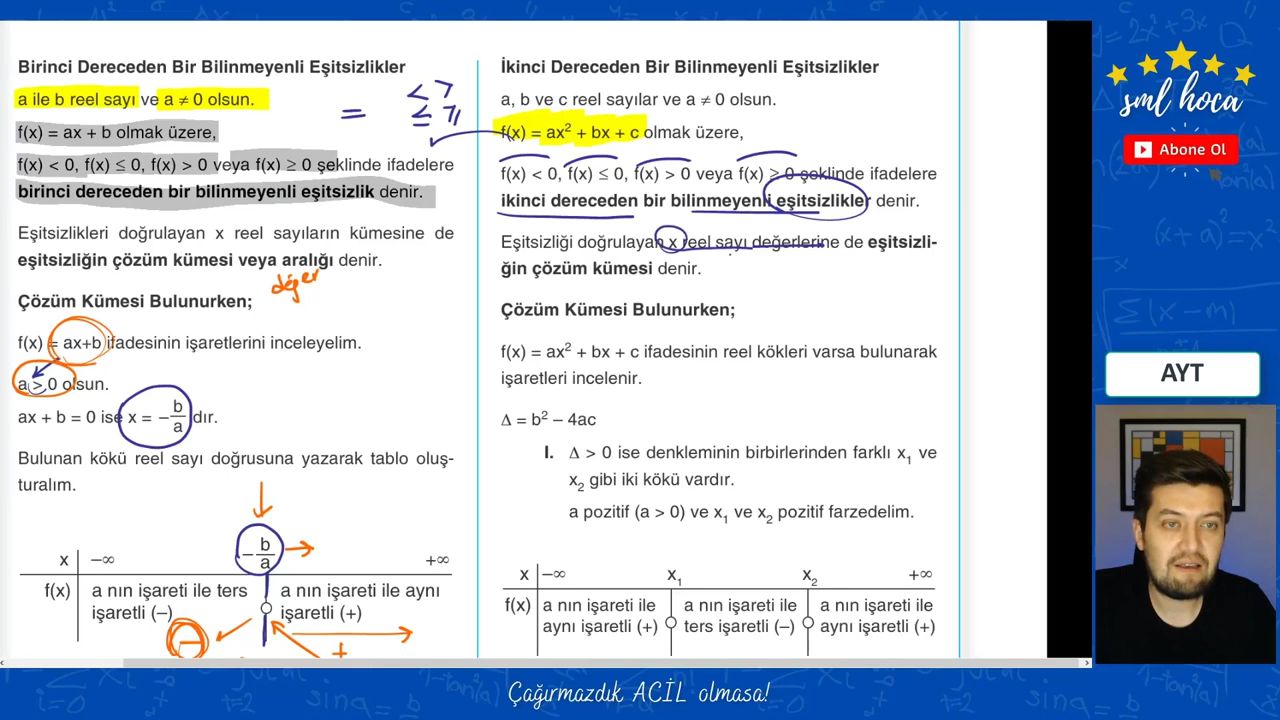 Birinci Dereceden Bir Bilinmeyenli Eşitsizlikler
a ile b reel sayı ve a ≠ 0 olsun.
f(x) = ax + b olmak üzere,
f(x) < 0, f(x) ≤ 0, f(x) > 0 veya f(x) ≥ 0 şeklinde ifadelere
birinci dereceden bir bilinmeyenli eşitsizlik denir.
Eşitsizlikleri doğrulayan x reel sayıların kümesine de
eşitsizliğin çözüm kümesi veya aralığı denir.
değer
Çözüm Kümesi Bulunurken;
f(x) = ax+b ifadesinin işaretlerini inceleyelim.
a > 0 olsun.
ax + b = 0 ise x = −b/a dır.
Bulunan kökü reel sayı doğrusuna yazarak tablo oluş-
turalım.
x −∞ −b/a +∞
f(x) a nın işareti ile ters a nın işareti ile aynı
işaretli (−) işaretli (+)
− +
= < >
≤ ≥
İkinci Dereceden Bir Bilinmeyenli Eşitsizlikler
a, b ve c reel sayılar ve a ≠ 0 olsun.
f(x) = ax² + bx + c olmak üzere,
f(x) < 0, f(x) ≤ 0, f(x) > 0 veya f(x) ≥ 0 şeklinde ifadelere
ikinci dereceden bir bilinmeyenli eşitsizlikler denir.
Eşitsizliği doğrulayan x reel sayı değerlerine de eşitsizli-
ğin çözüm kümesi denir.
Çözüm Kümesi Bulunurken;
f(x) = ax² + bx + c ifadesinin reel kökleri varsa bulunarak
işaretleri incelenir.
Δ = b² − 4ac
I. Δ > 0 ise denkleminin birbirlerinden farklı x₁ ve
x₂ gibi iki kökü vardır.
a pozitif (a > 0) ve x₁ ve x₂ pozitif farzedelim.
x −∞ x₁ x₂ +∞
f(x) a nın işareti ile a nın işareti ile a nın işareti ile
aynı işaretli (+) ters işaretli (−) aynı işaretli (+)
sml hoca
Abone Ol
AYT
Çağırmazdık ACİL olmasa!